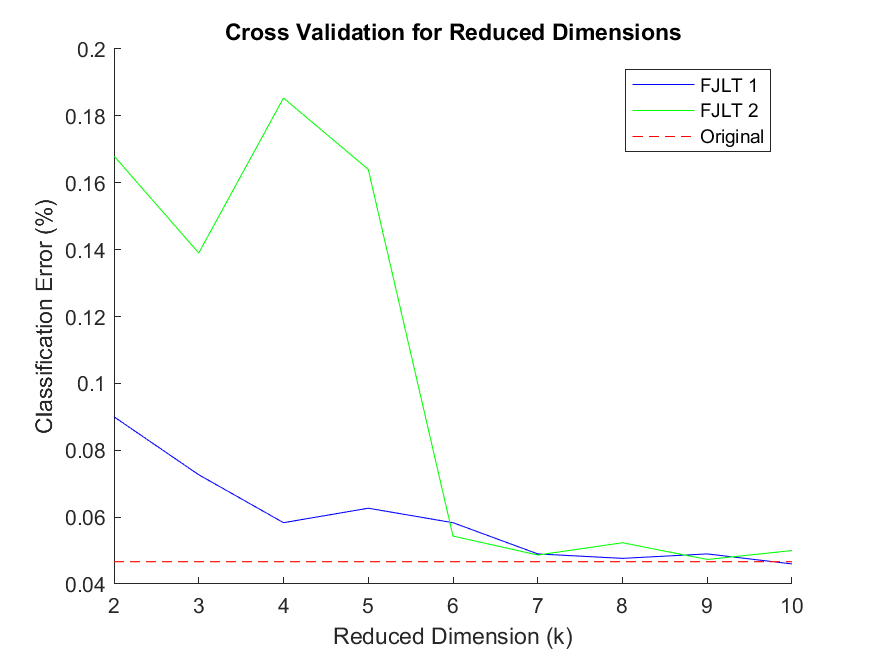 Cross Validation for Reduced Dimensions
0.2
0.18
0.16
0.14
0.12
0.1
0.08
0.06
0.04
Classification Error (%)
FJLT 1
FJLT 2
Original
2 3 4 5 6 7 8 9 10
Reduced Dimension (k)